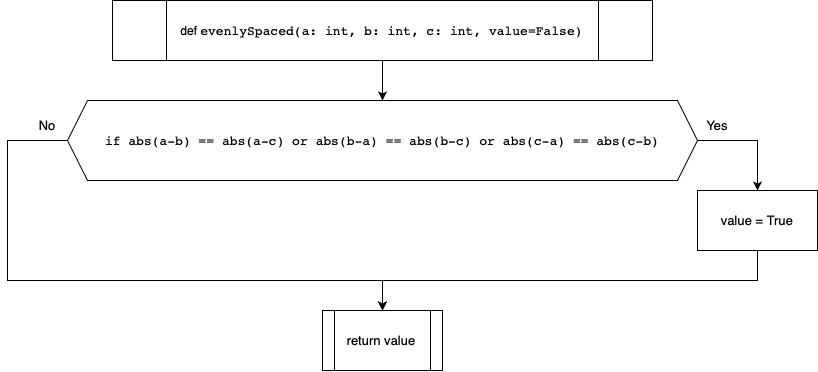 def evenlySpaced(a: int, b: int, c: int, value=False)
No
Yes
if abs(a-b) == abs(a-c) or abs(b-a) == abs(b-c) or abs(c-a) == abs(c-b)
value = True
return value